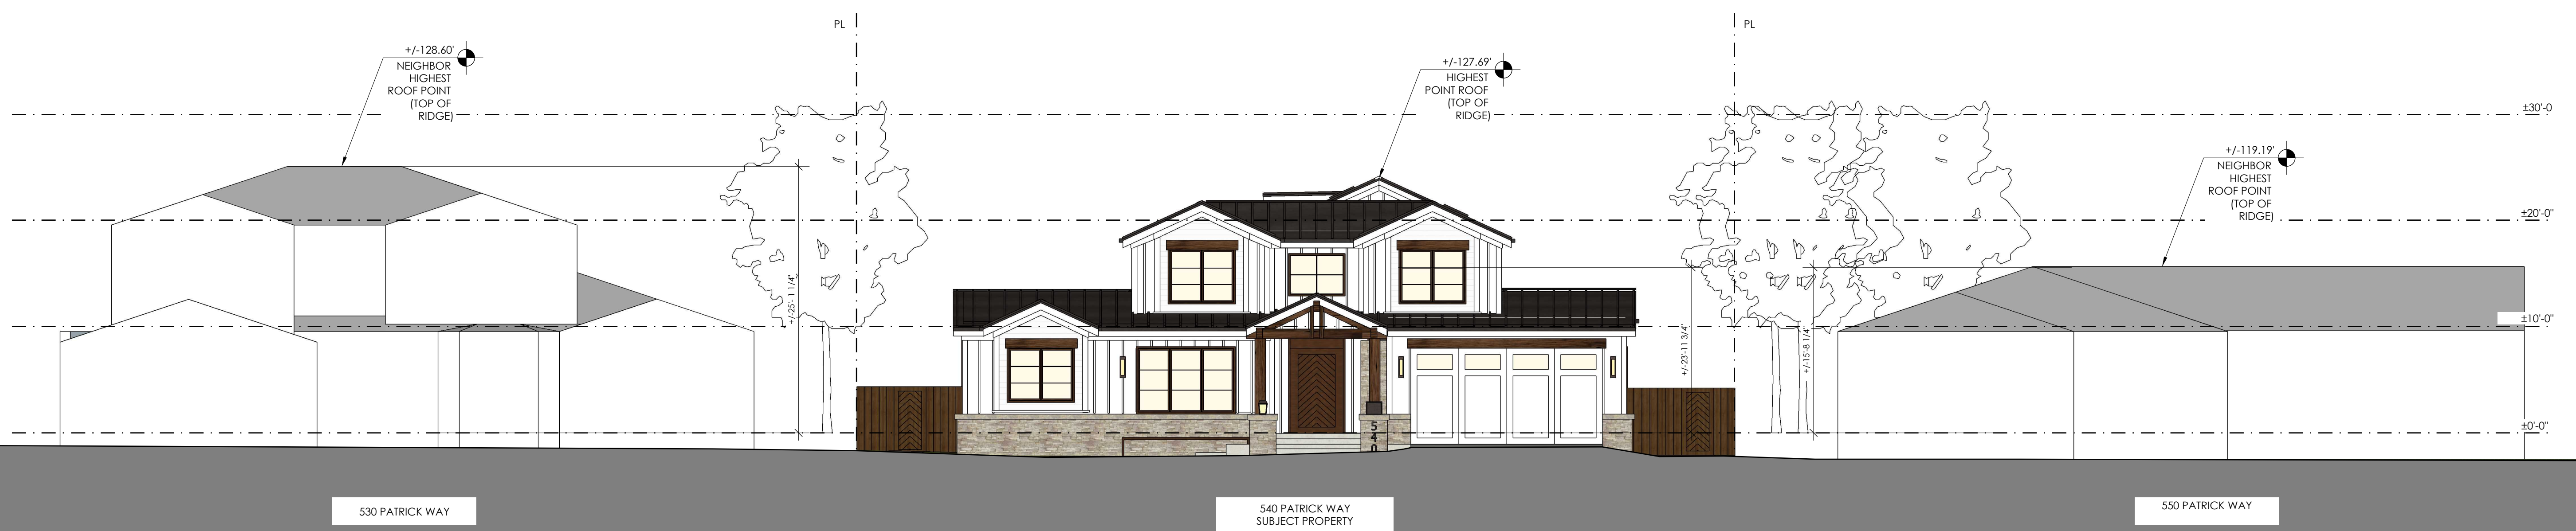 PL
PL
+/-128.60'
NEIGHBOR
HIGHEST
ROOF POINT
(TOP OF
RIDGE)
+/-127.69'
HIGHEST
POINT ROOF
(TOP OF
RIDGE)
±30'-0
+/-119.19'
NEIGHBOR
HIGHEST
ROOF POINT
(TOP OF
RIDGE)
±20'-0"
+/-25'- 1 1/4"
±10'-0"
+/-23'-11 3/4"
+/-15'-8 1/4"
540
±0'-0"
530 PATRICK WAY
540 PATRICK WAY
SUBJECT PROPERTY
550 PATRICK WAY